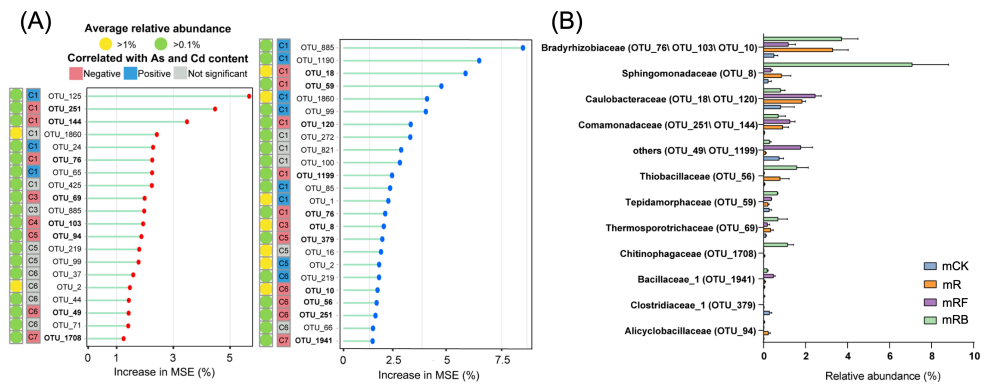 (A)
Average relative abundance
>1% >0.1%
Correlated with As and Cd content
Negative Positive Not significant
C1 OTU_125
C1 OTU_251
C1 OTU_144
C1 OTU_1860
C1 OTU_24
C1 OTU_76
C1 OTU_65
C1 OTU_425
C3 OTU_69
C3 OTU_885
C4 OTU_103
C5 OTU_94
C5 OTU_219
C5 OTU_99
C6 OTU_37
C6 OTU_2
C6 OTU_44
C6 OTU_49
C6 OTU_71
C7 OTU_1708
0 1 3 5
Increase in MSE (%)
C1 OTU_885
C1 OTU_1190
C1 OTU_18
C1 OTU_59
C1 OTU_1860
C1 OTU_99
C1 OTU_120
C1 OTU_272
C1 OTU_821
C1 OTU_100
C1 OTU_1199
C1 OTU_85
C1 OTU_1
C1 OTU_76
C3 OTU_8
C5 OTU_379
C5 OTU_16
C5 OTU_2
C6 OTU_219
C6 OTU_10
C6 OTU_56
C6 OTU_251
C6 OTU_66
C7 OTU_1941
0 2.5 5 7.5
Increase in MSE (%)
(B)
Bradyrhizobiaceae (OTU_76\ OTU_103\ OTU_10)
Sphingomonadaceae (OTU_8)
Caulobacteraceae (OTU_18\ OTU_120)
Comamonadaceae (OTU_251\ OTU_144)
others (OTU_49\ OTU_1199)
Thiobacillaceae (OTU_56)
Tepidamorphaceae (OTU_59)
Thermosporotrichaceae (OTU_69)
Chitinophagaceae (OTU_1708)
Bacillaceae_1 (OTU_1941)
Clostridiaceae_1 (OTU_379)
Alicyclobacillaceae (OTU_94)
mCK
mR
mRF
mRB
0 2 4 6 8 10
Relative abundance (%)